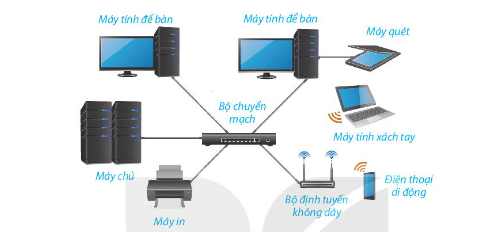 Máy tính để bàn
Máy tính để bàn
Máy quét
Bộ chuyển
mạch
Máy tính xách tay
Máy chủ
Máy in
Bộ định tuyến
không dây
Điện thoại
di động